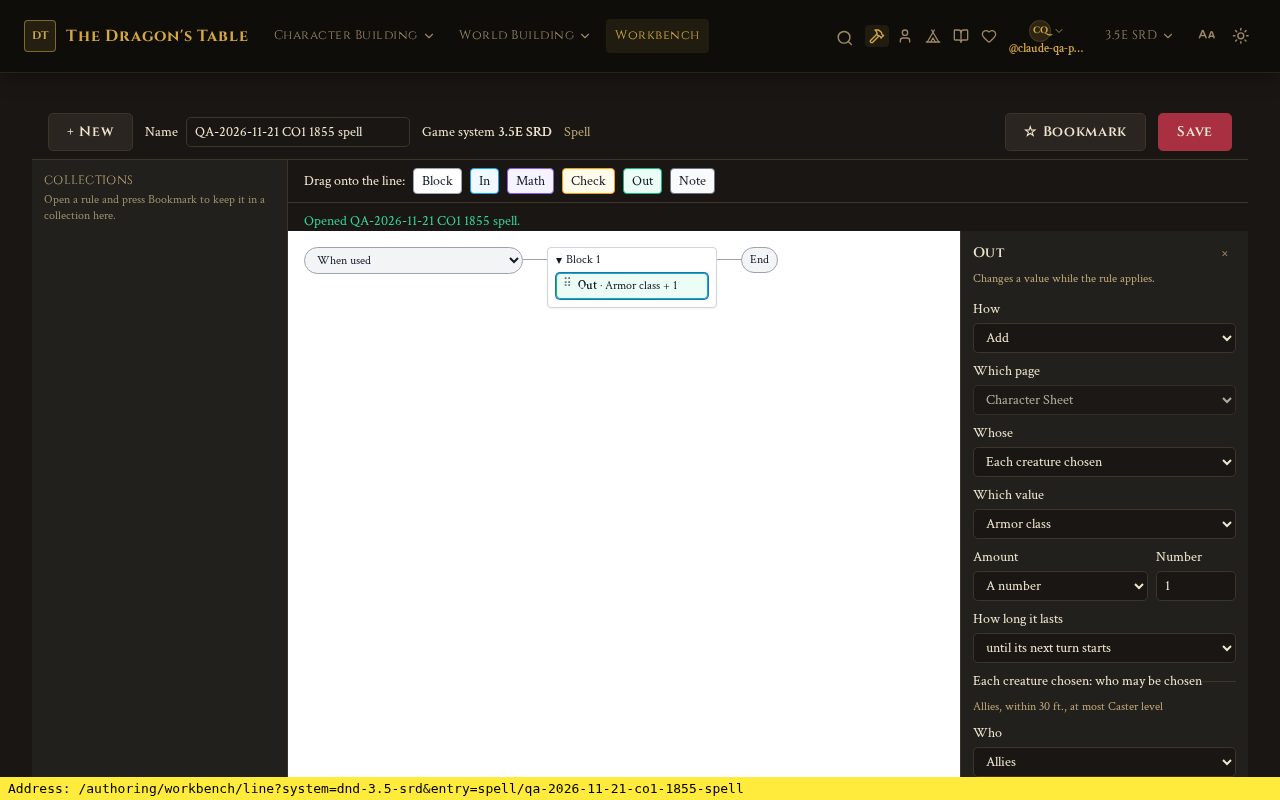 DT The Dragon's Table Character Building World Building Workbench CQ 3.5E SRD AA
@claude-qa-p...
+ New Name QA-2026-11-21 CO1 1855 spell Game system 3.5E SRD Spell ☆ Bookmark Save
Collections
Open a rule and press Bookmark to keep it in a
collection here.
Drag onto the line: Block In Math Check Out Note
Opened QA-2026-11-21 CO1 1855 spell.
When used
▾ Block 1
Out · Armor class + 1
End
Out ×
Changes a value while the rule applies.
How
Add
Which page
Character Sheet
Whose
Each creature chosen
Which value
Armor class
Amount Number
A number 1
How long it lasts
until its next turn starts
Each creature chosen: who may be chosen
Allies, within 30 ft., at most Caster level
Who
Allies
Address: /authoring/workbench/line?system=dnd-3.5-srd&entry=spell/qa-2026-11-21-co1-1855-spell